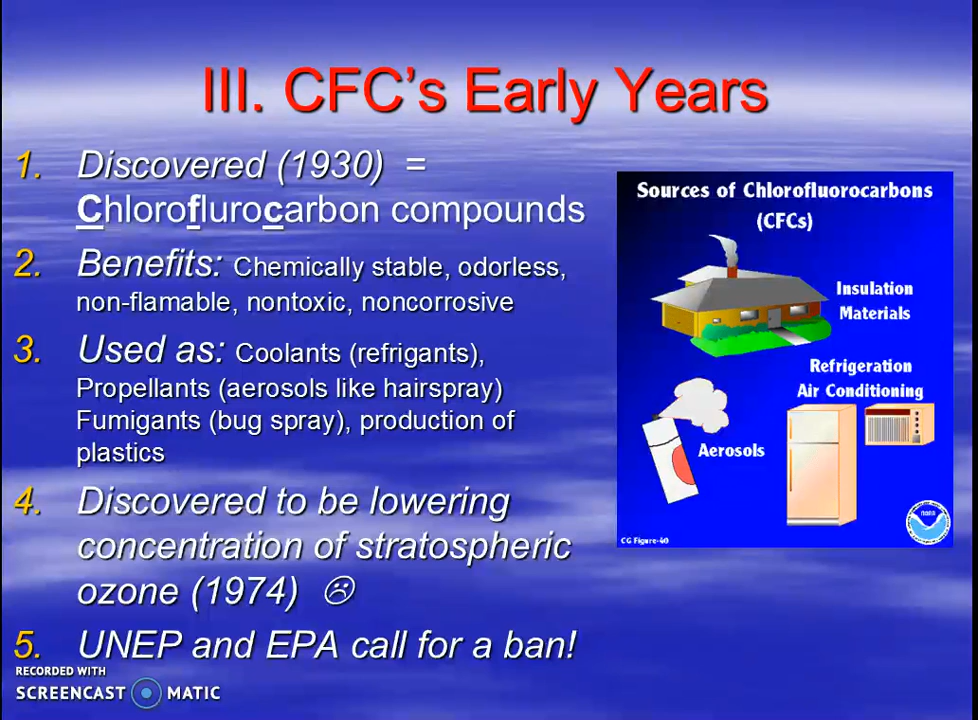 III. CFC’s Early Years
1. Discovered (1930) =
Chloroflurocarbon compounds
2. Benefits: Chemically stable, odorless,
non-flamable, nontoxic, noncorrosive
3. Used as: Coolants (refrigants),
Propellants (aerosols like hairspray)
Fumigants (bug spray), production of
plastics
4. Discovered to be lowering
concentration of stratospheric
ozone (1974) ☹
5. UNEP and EPA call for a ban!
Sources of Chlorofluorocarbons
(CFCs)
Insulation
Materials
Refrigeration
Air Conditioning
Aerosols
noaa
CG Figure-40
RECORDED WITH
SCREENCAST MATIC